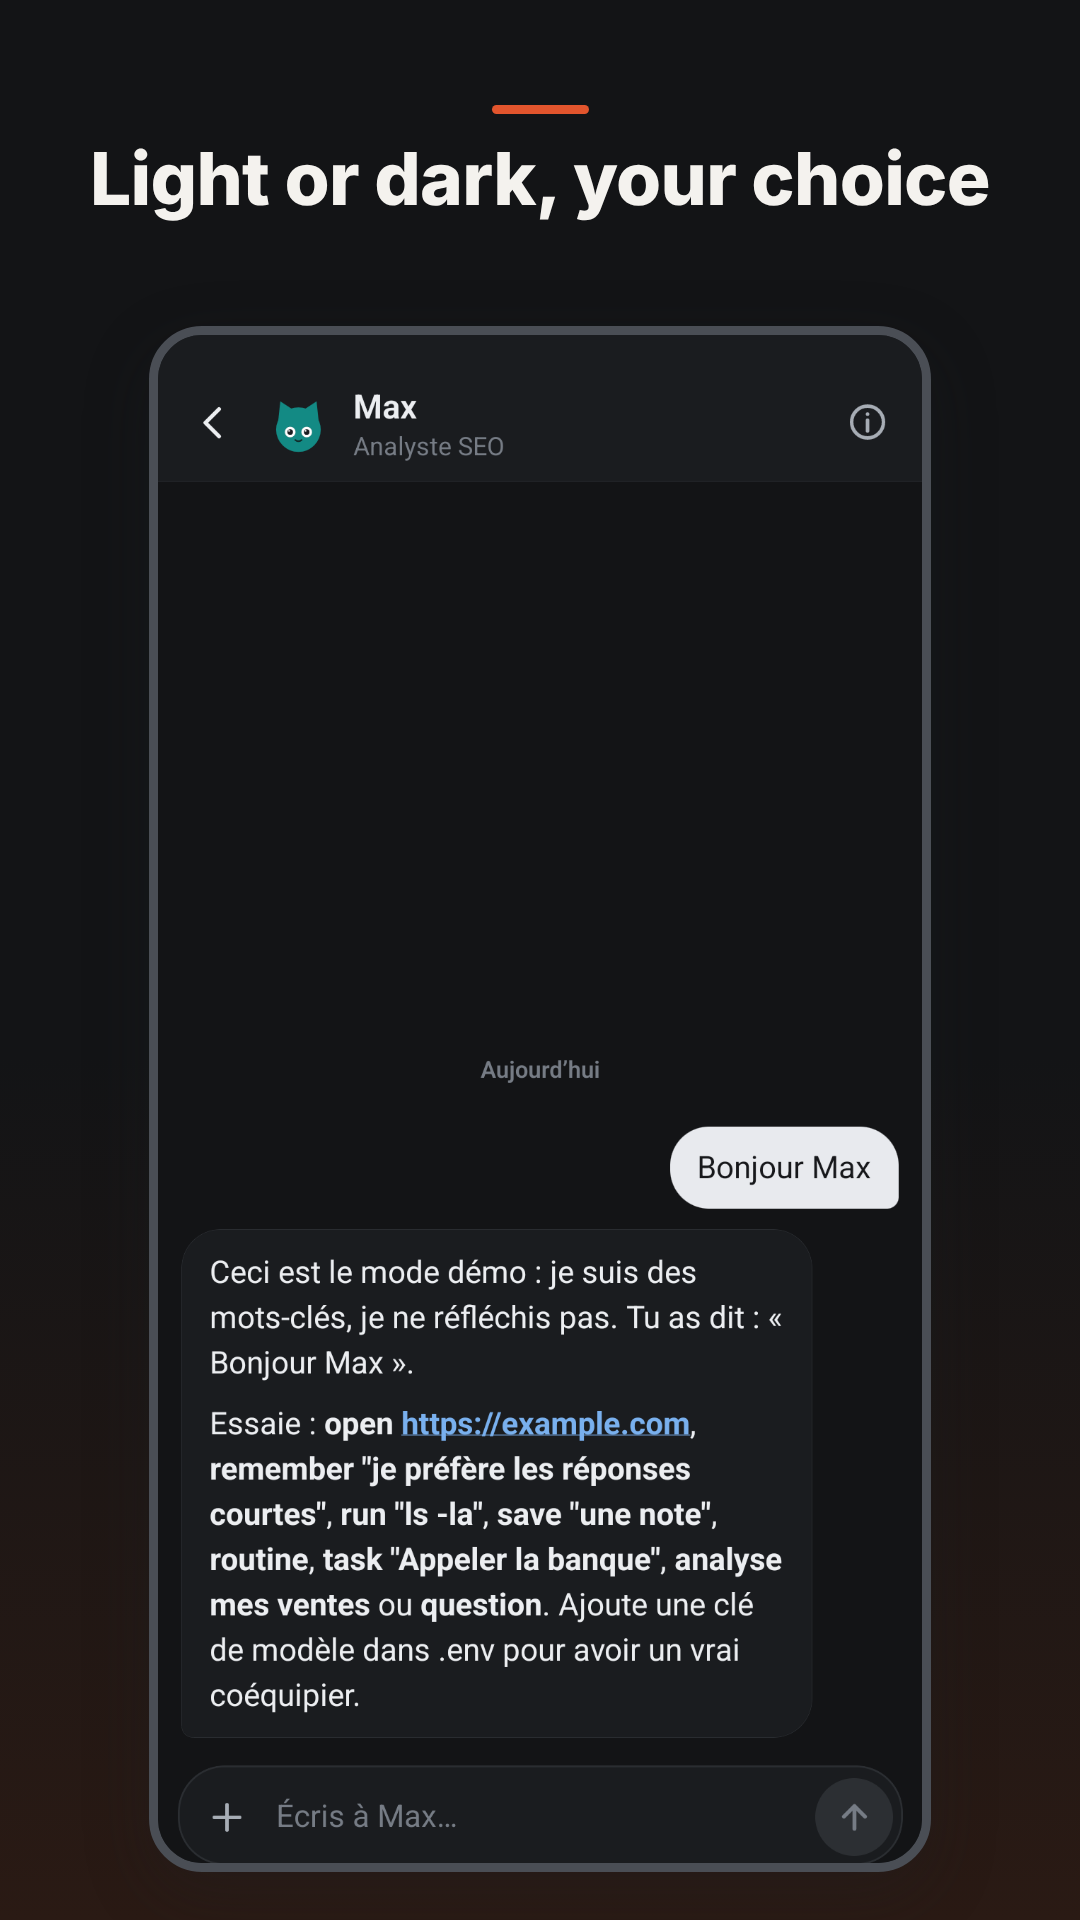 Light or dark, your choice
Max
Analyste SEO
Aujourd’hui
Bonjour Max
Ceci est le mode démo : je suis des
mots-clés, je ne réfléchis pas. Tu as dit : «
Bonjour Max ».
Essaie : open https://example.com,
remember "je préfère les réponses
courtes", run "ls -la", save "une note",
routine, task "Appeler la banque", analyse
mes ventes ou question. Ajoute une clé
de modèle dans .env pour avoir un vrai
coéquipier.
Écris à Max…